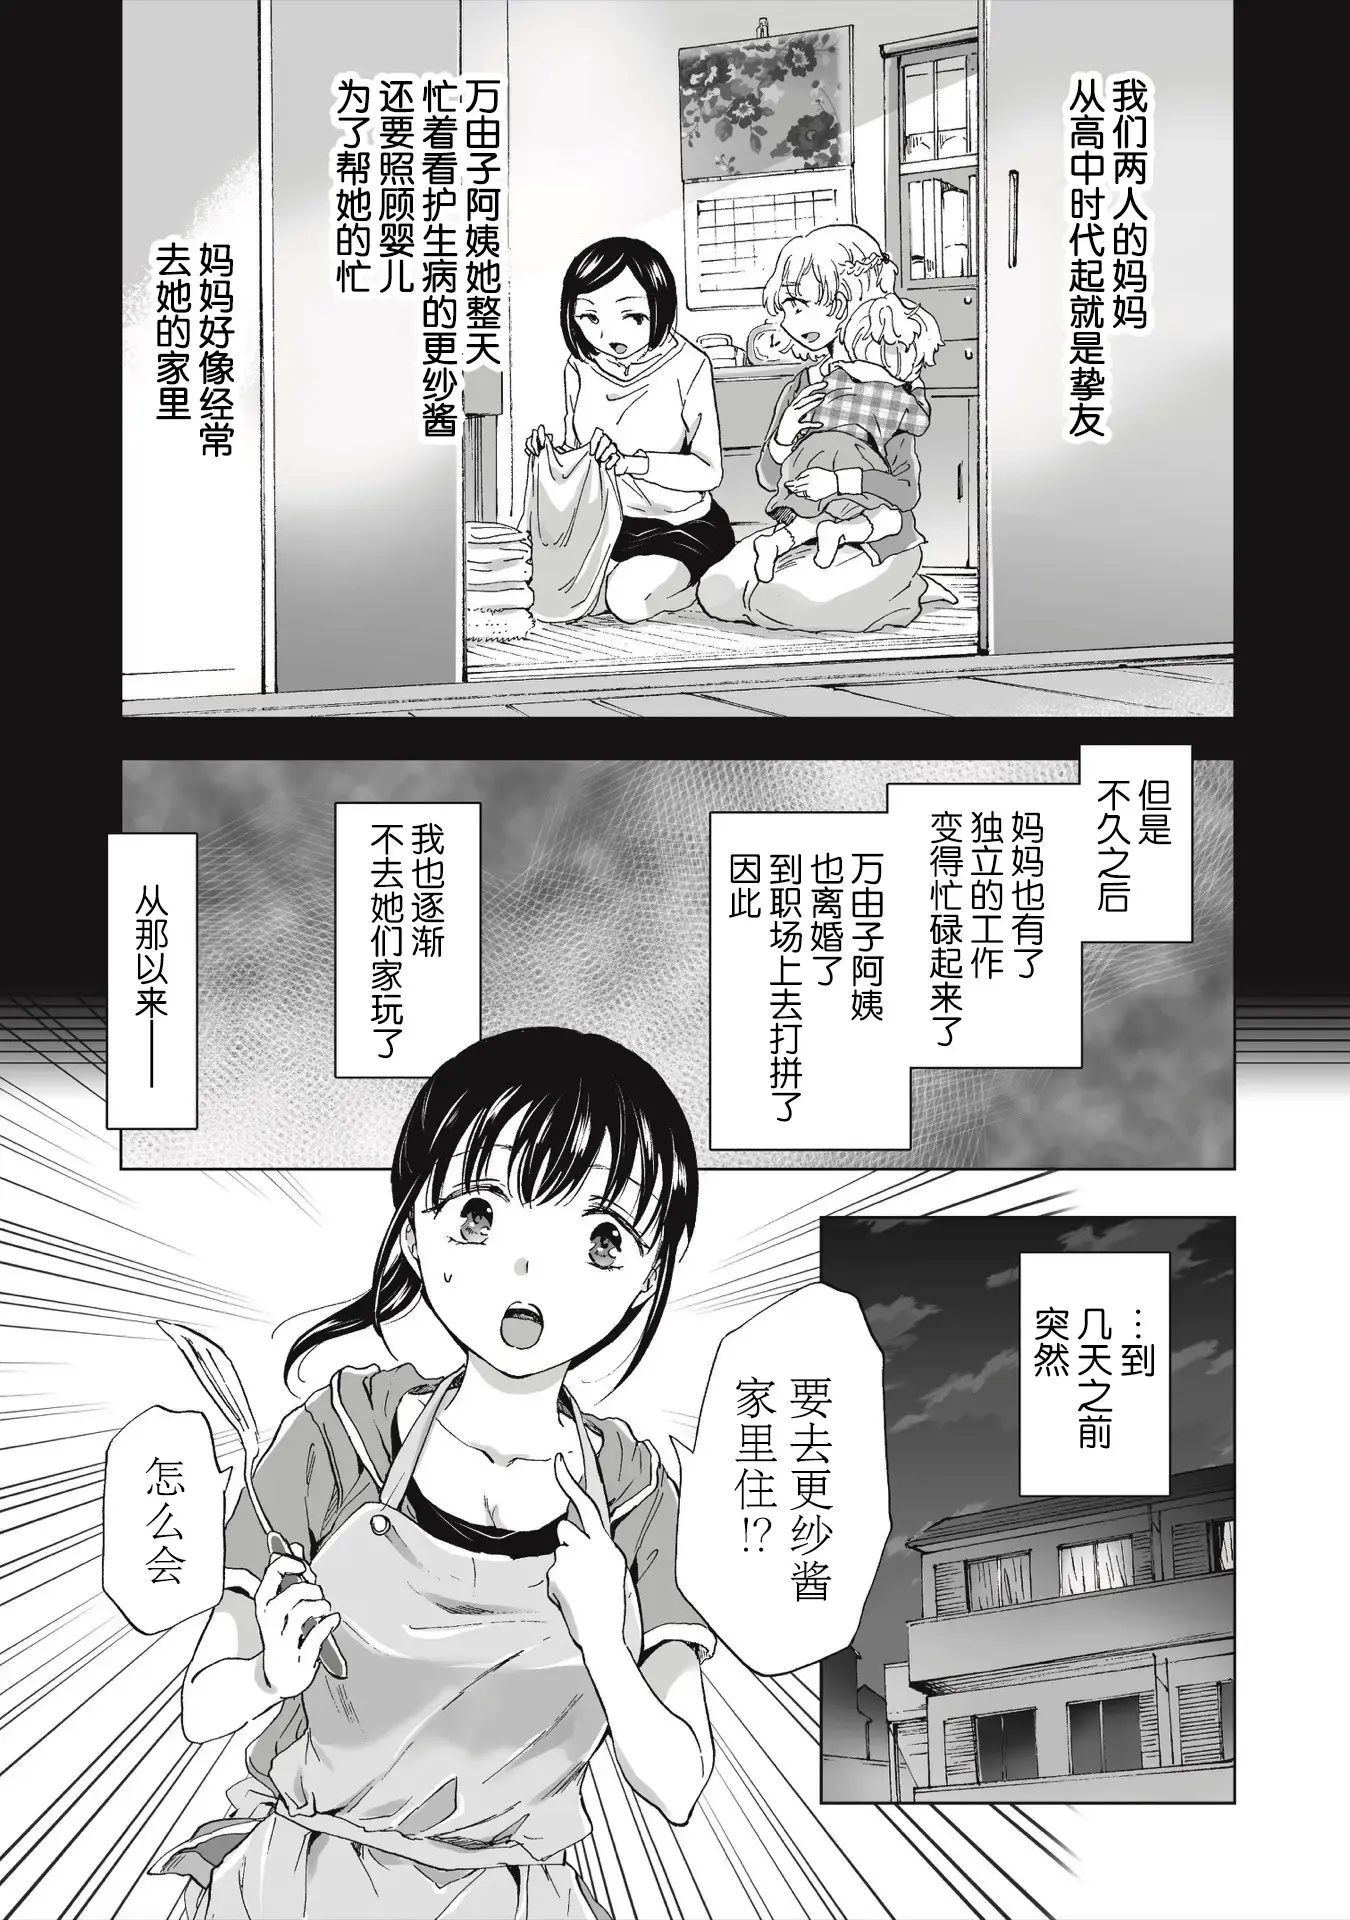 我们两人的妈妈
从高中时代起就是挚友
万由子阿姨她整天
忙着看护生病的更纱酱
还要照顾婴儿
为了帮她的忙
妈妈好像经常
去她的家里
但是
不久之后
妈妈也有了
独立的工作
变得忙碌起来了
万由子阿姨
也离婚了
到职场上去打拼了
因此
我也逐渐
不去她们家玩了
从那以来——
…到
几天之前
突然
要去更纱酱
家里住!?
怎么会